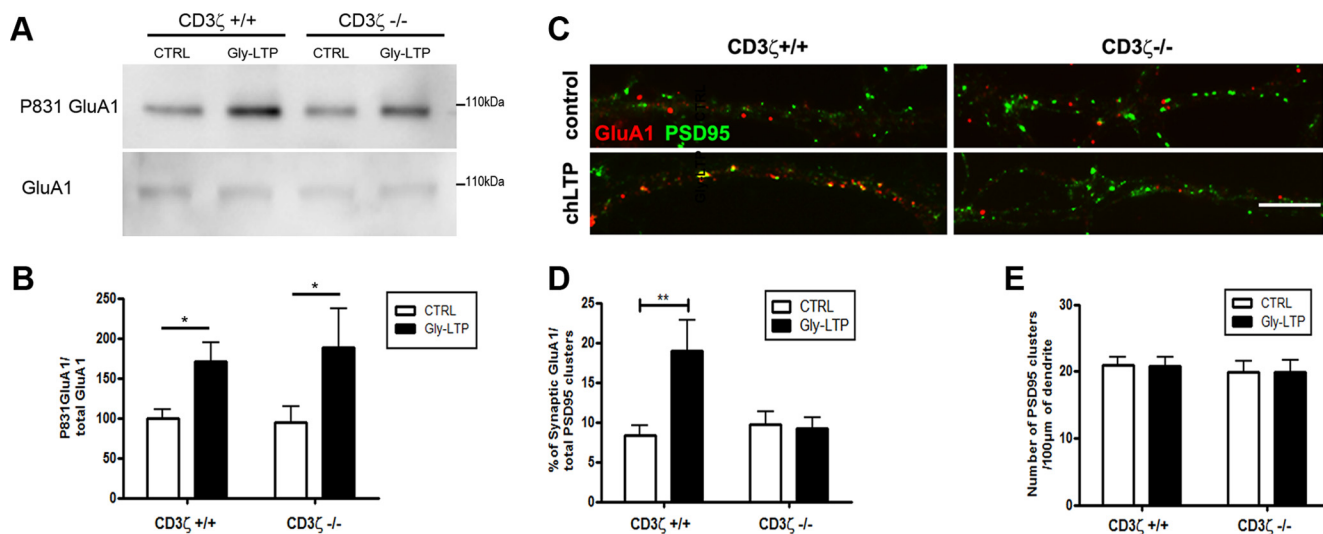 A
CD3ζ +/+ CD3ζ -/-
CTRL Gly-LTP CTRL Gly-LTP
P831 GluA1
110kDa
GluA1
110kDa
B
P831GluA1/
total GluA1
250
200
150
100
50
0
*
*
CTRL
Gly-LTP
CD3ζ +/+ CD3ζ -/-
C
CD3ζ+/+ CD3ζ-/-
control
GluA1 PSD95
chLTP
D
%of Synaptic GluA1/
total PSD95 clusters
25
20
15
10
5
0
**
CTRL
Gly-LTP
CD3ζ +/+ CD3ζ -/-
E
Number of PSD95 clusters
/100µm of dendrite
30
20
10
0
CTRL
Gly-LTP
CD3ζ +/+ CD3ζ -/-